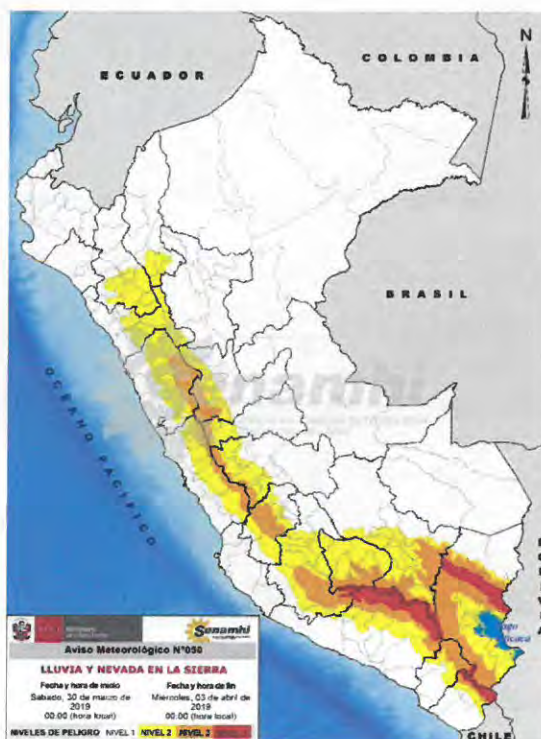 N
ECUADOR
COLOMBIA
BRASIL
OCEANO PACÍFICO
Senamhi
CHILE
Senamhi
Aviso Meteorológico N°050
LLUVIA Y NEVADA EN LA SIERRA
Fecha y hora de inicio
Sabado, 30 de marzo de
2019
00:00 (hora local)
Fecha y hora de fin
Miercoles, 03 de abril de
2019
00:00 (hora local)
NIVELES DE PELIGRO NIVEL 1 NIVEL 2 NIVEL 3